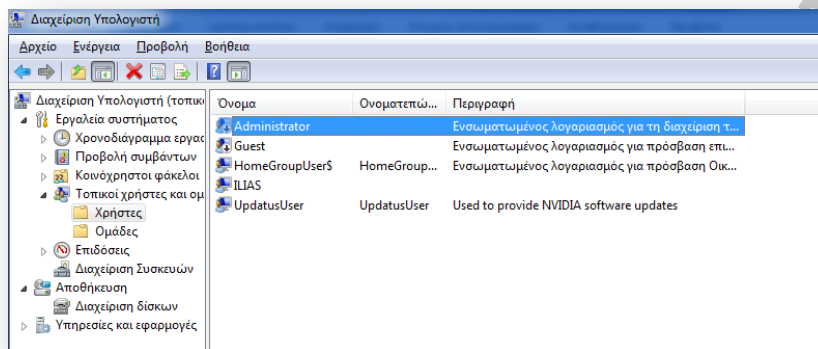 Διαχείριση Υπολογιστή
Αρχείο Ενέργεια Προβολή Βοήθεια
Διαχείριση Υπολογιστή (τοπικ
Εργαλεία συστήματος
Χρονοδιάγραμμα εργασ
Προβολή συμβάντων
Κοινόχρηστοι φάκελοι
Τοπικοί χρήστες και ομ
Χρήστες
Ομάδες
Επιδόσεις
Διαχείριση Συσκευών
Αποθήκευση
Διαχείριση δίσκων
Υπηρεσίες και εφαρμογές
Όνομα Ονοματεπώ... Περιγραφή
Administrator Ενσωματωμένος λογαριασμός για τη διαχείριση τ...
Guest Ενσωματωμένος λογαριασμός για πρόσβαση επι...
HomeGroupUser$ HomeGroup... Ενσωματωμένος λογαριασμός για πρόσβαση Οικ...
ILIAS
UpdatusUser UpdatusUser Used to provide NVIDIA software updates